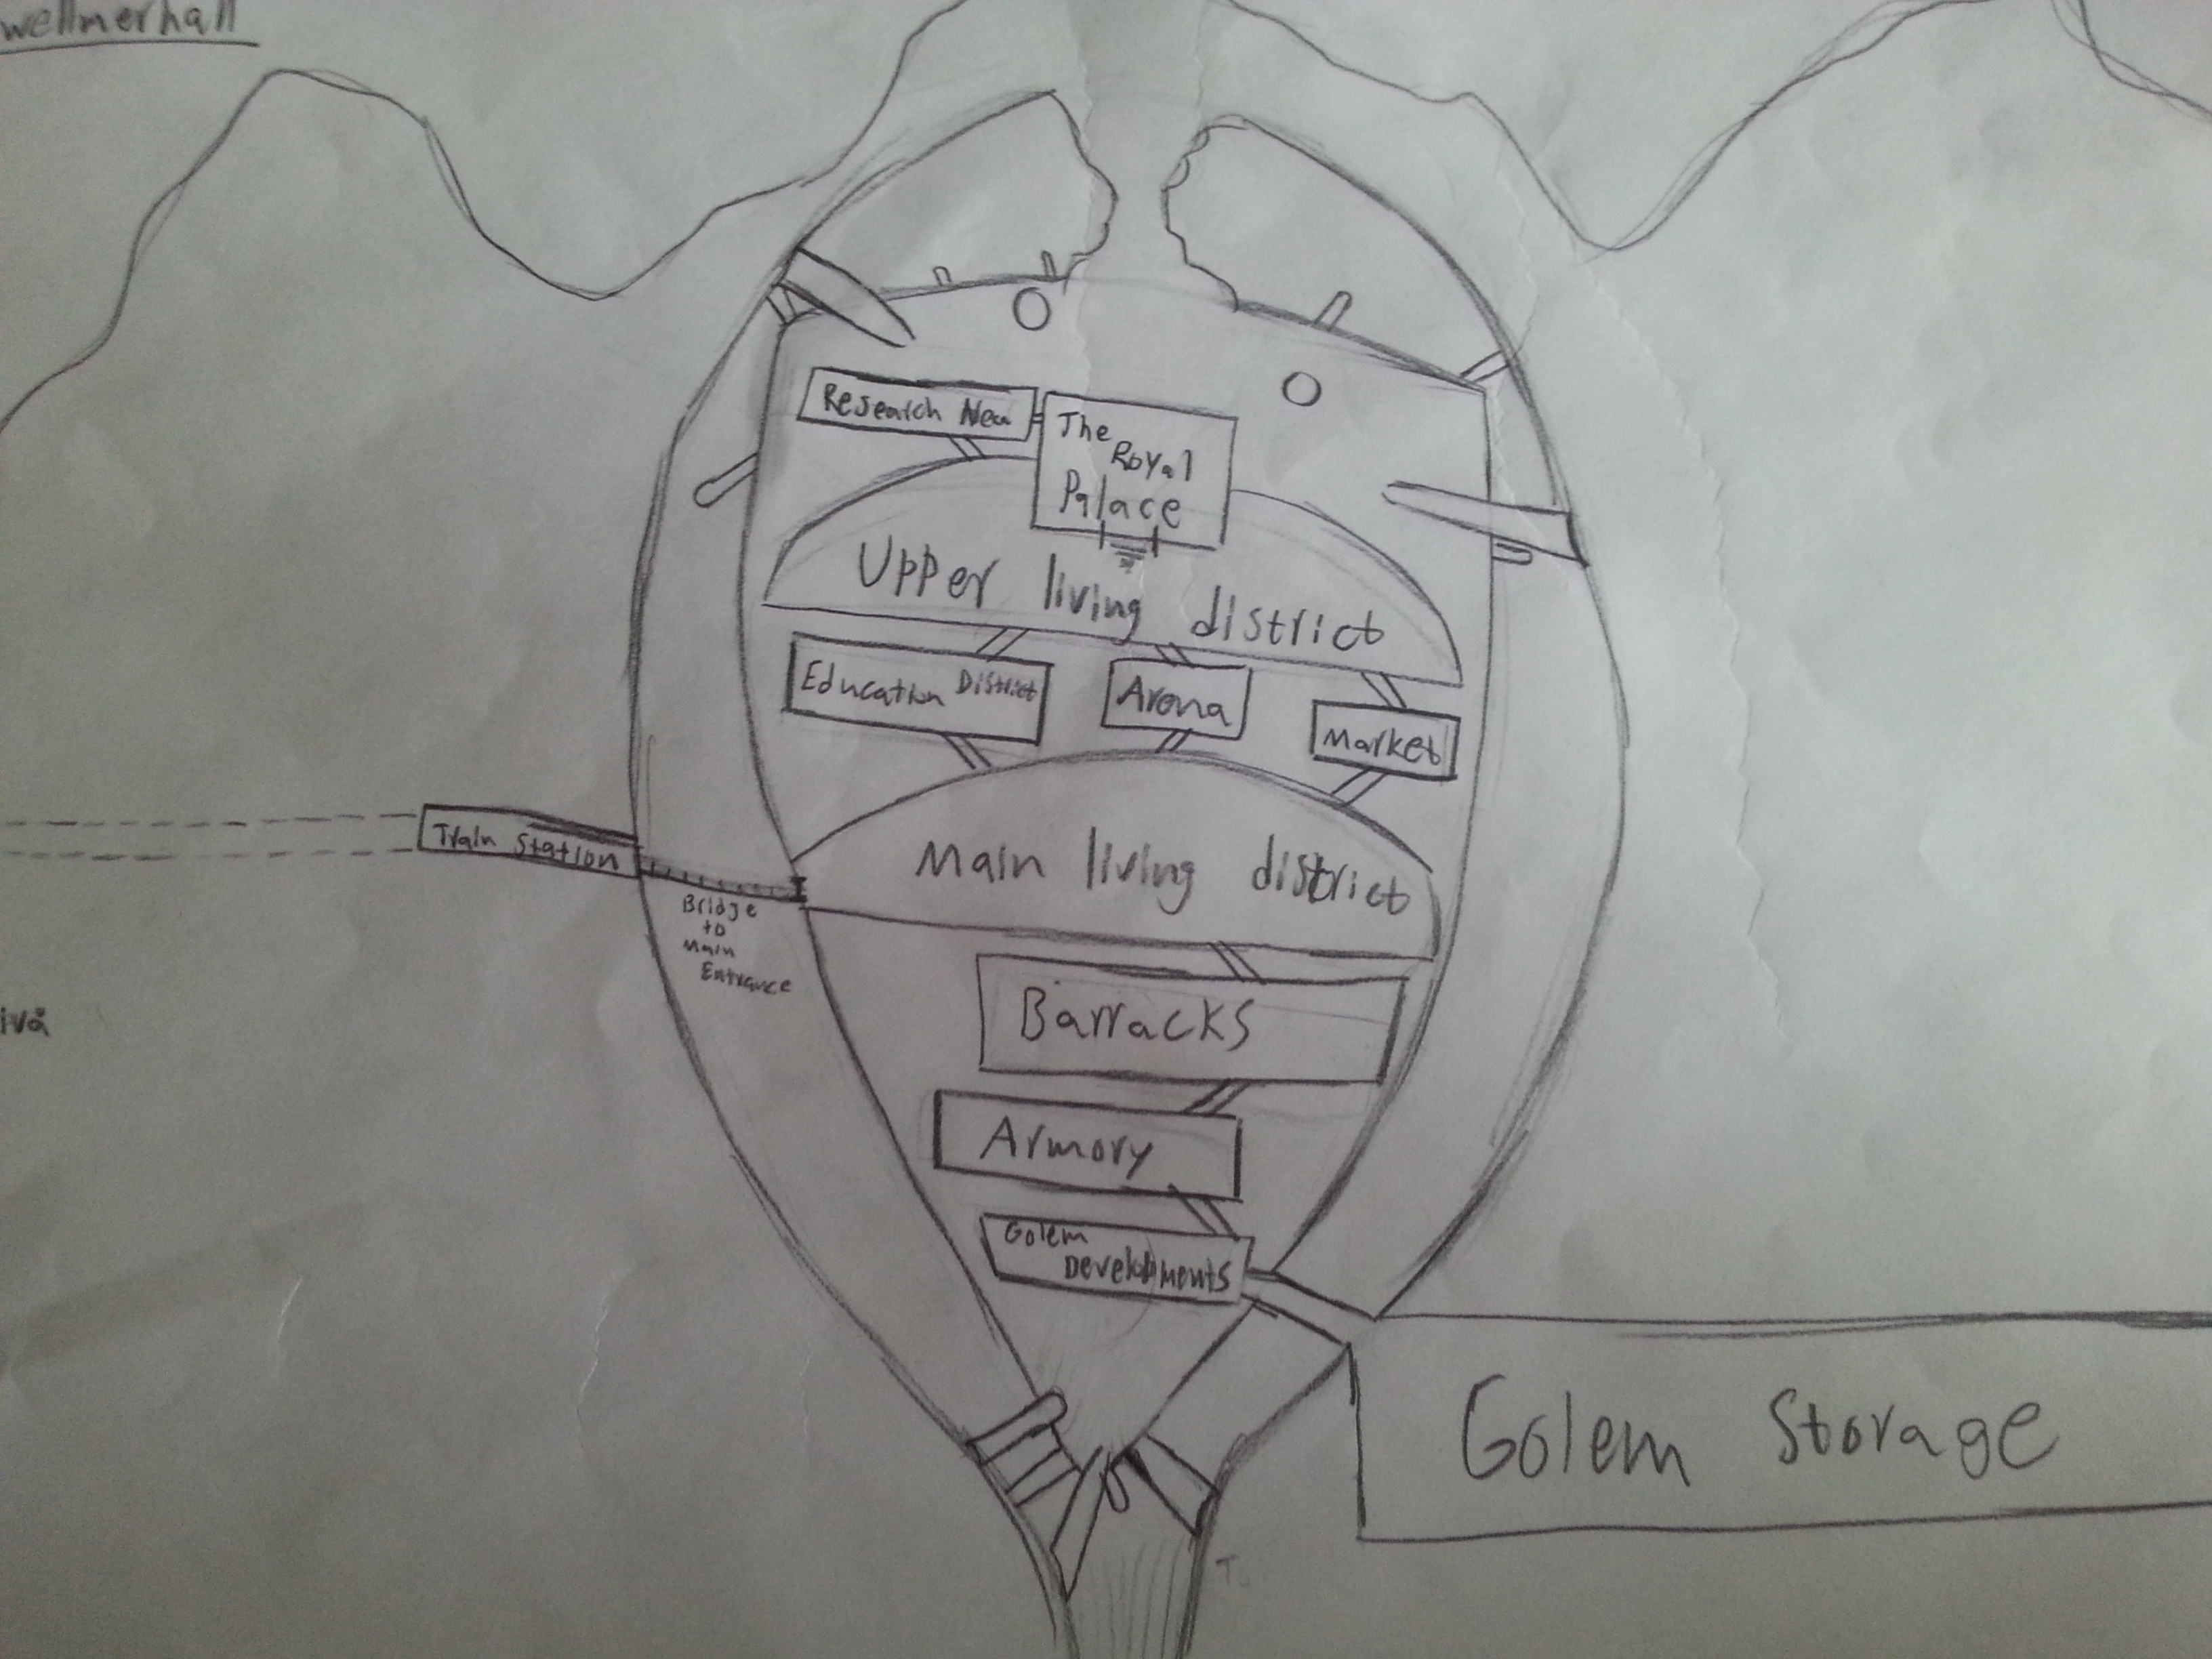 wellmerhall
Research Area
The
Royal
Palace
Upper living district
Education District
Arena
Market
Train Station
Main living district
Bridge
to
Main
Entrance
ivå
Barracks
Armory
Golem
Developments
Golem Storage